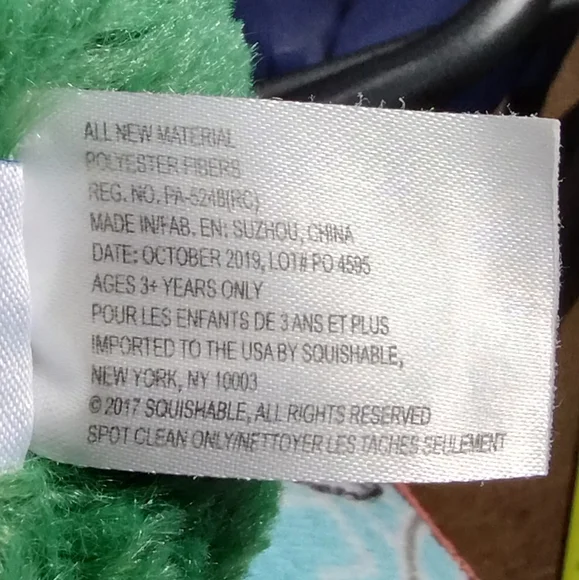 ALL NEW MATERIAL
POLYESTER FIBERS
REG. NO. PA-5248(RC)
MADE IN/FAB. EN: SUZHOU, CHINA
DATE: OCTOBER 2019, LOT# PO 4595
AGES 3+ YEARS ONLY
POUR LES ENFANTS DE 3 ANS ET PLUS
IMPORTED TO THE USA BY SQUISHABLE,
NEW YORK, NY 10003
© 2017 SQUISHABLE, ALL RIGHTS RESERVED
SPOT CLEAN ONLY/NETTOYER LES TACHES SEULEMENT